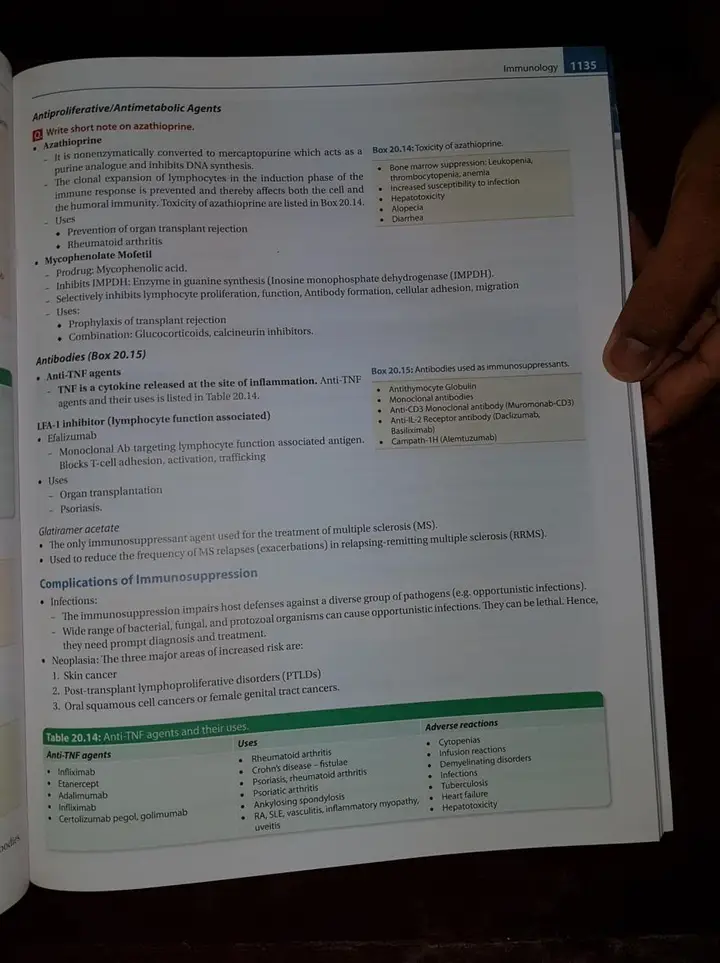 Immunology 1135
Antiproliferative/Antimetabolic Agents
Q. Write short note on azathioprine.
• Azathioprine
– It is nonenzymatically converted to mercaptopurine which acts as a
purine analogue and inhibits DNA synthesis.
– The clonal expansion of lymphocytes in the induction phase of the
immune response is prevented and thereby affects both the cell and
the humoral immunity. Toxicity of azathioprine are listed in Box 20.14.
– Uses
• Prevention of organ transplant rejection
• Rheumatoid arthritis
Box 20.14: Toxicity of azathioprine.
• Bone marrow suppression: Leukopenia,
thrombocytopenia, anemia
• Increased susceptibility to infection
• Hepatotoxicity
• Alopecia
• Diarrhea
• Mycophenolate Mofetil
– Prodrug: Mycophenolic acid.
– Inhibits IMPDH: Enzyme in guanine synthesis (Inosine monophosphate dehydrogenase (IMPDH).
– Selectively inhibits lymphocyte proliferation, function, Antibody formation, cellular adhesion, migration
– Uses:
• Prophylaxis of transplant rejection
• Combination: Glucocorticoids, calcineurin inhibitors.
Antibodies (Box 20.15)
• Anti-TNF agents
– TNF is a cytokine released at the site of inflammation. Anti-TNF
agents and their uses is listed in Table 20.14.
LFA-1 inhibitor (lymphocyte function associated)
• Efalizumab
– Monoclonal Ab targeting lymphocyte function associated antigen.
Blocks T-cell adhesion, activation, trafficking
• Uses
– Organ transplantation
– Psoriasis.
Box 20.15: Antibodies used as immunosuppressants.
• Antithymocyte Globulin
• Monoclonal antibodies
• Anti-CD3 Monoclonal antibody (Muromonab-CD3)
• Anti-IL-2 Receptor antibody (Daclizumab,
Basiliximab)
• Campath-1H (Alemtuzumab)
Glatiramer acetate
• The only immunosuppressant agent used for the treatment of multiple sclerosis (MS).
• Used to reduce the frequency of MS relapses (exacerbations) in relapsing-remitting multiple sclerosis (RRMS).
Complications of Immunosuppression
• Infections:
– The immunosuppression impairs host defenses against a diverse group of pathogens (e.g. opportunistic infections).
– Wide range of bacterial, fungal, and protozoal organisms can cause opportunistic infections. They can be lethal. Hence,
they need prompt diagnosis and treatment.
• Neoplasia: The three major areas of increased risk are:
1. Skin cancer
2. Post-transplant lymphoproliferative disorders (PTLDs)
3. Oral squamous cell cancers or female genital tract cancers.
Table 20.14: Anti-TNF agents and their uses.
Anti-TNF agents
• Infliximab
• Etanercept
• Adalimumab
• Infliximab
• Certolizumab pegol, golimumab
Uses
• Rheumatoid arthritis
• Crohn's disease – fistulae
• Psoriasis, rheumatoid arthritis
• Psoriatic arthritis
• Ankylosing spondylosis
• RA, SLE, vasculitis, inflammatory myopathy,
uveitis
Adverse reactions
• Cytopenias
• Infusion reactions
• Demyelinating disorders
• Infections
• Tuberculosis
• Heart failure
• Hepatotoxicity